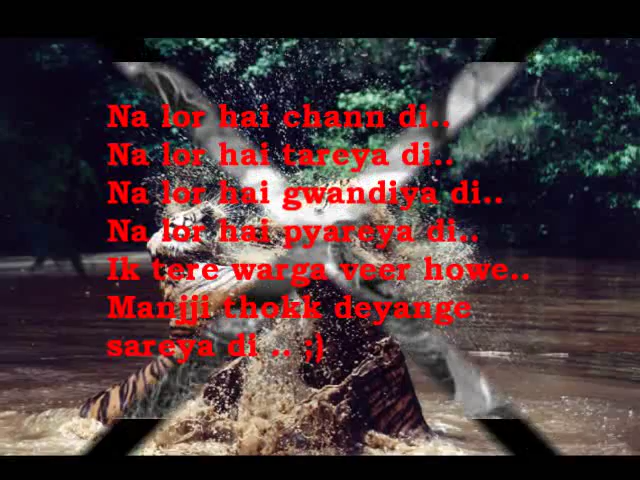 Na lor hai chann di..
Na lor hai tareya di..
Na lor hai gwandiya di..
Na lor hai pyareya di..
Ik tere warga veer howe..
Manjji thokk deyange
sareya di .. ;)